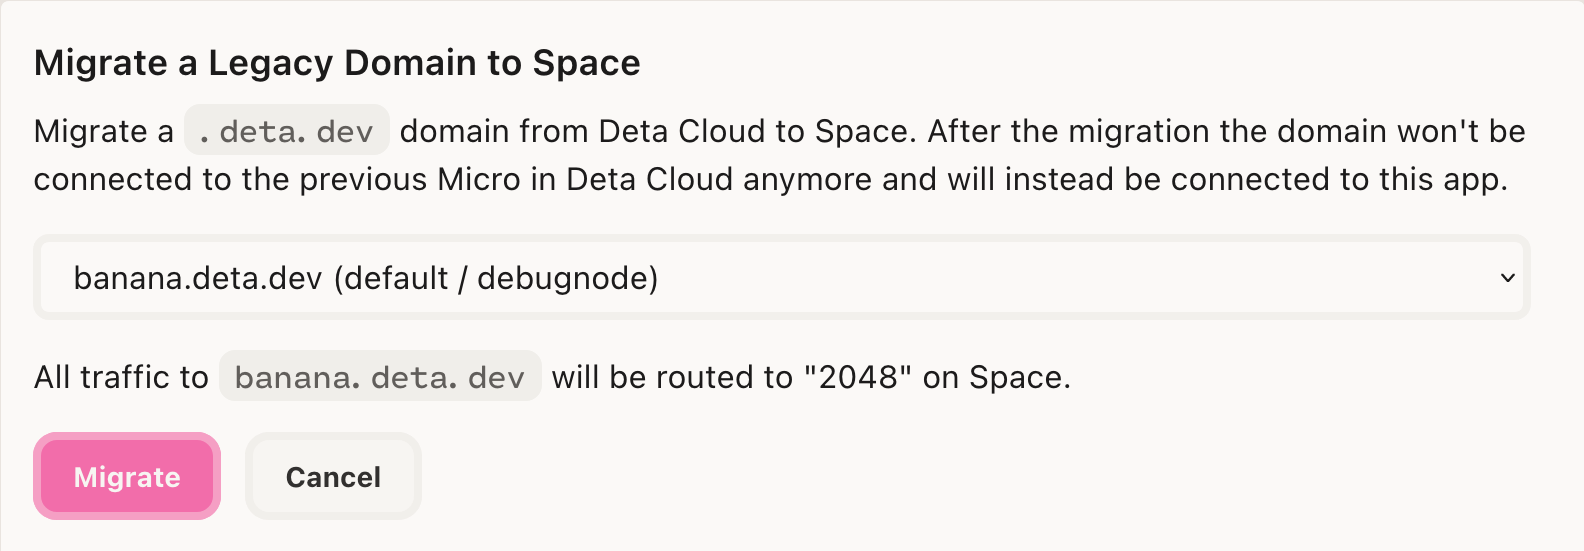 Migrate a Legacy Domain to Space
Migrate a .deta.dev domain from Deta Cloud to Space. After the migration the domain won't be
connected to the previous Micro in Deta Cloud anymore and will instead be connected to this app.
banana.deta.dev (default / debugnode)
All traffic to banana.deta.dev will be routed to "2048" on Space.
Migrate Cancel